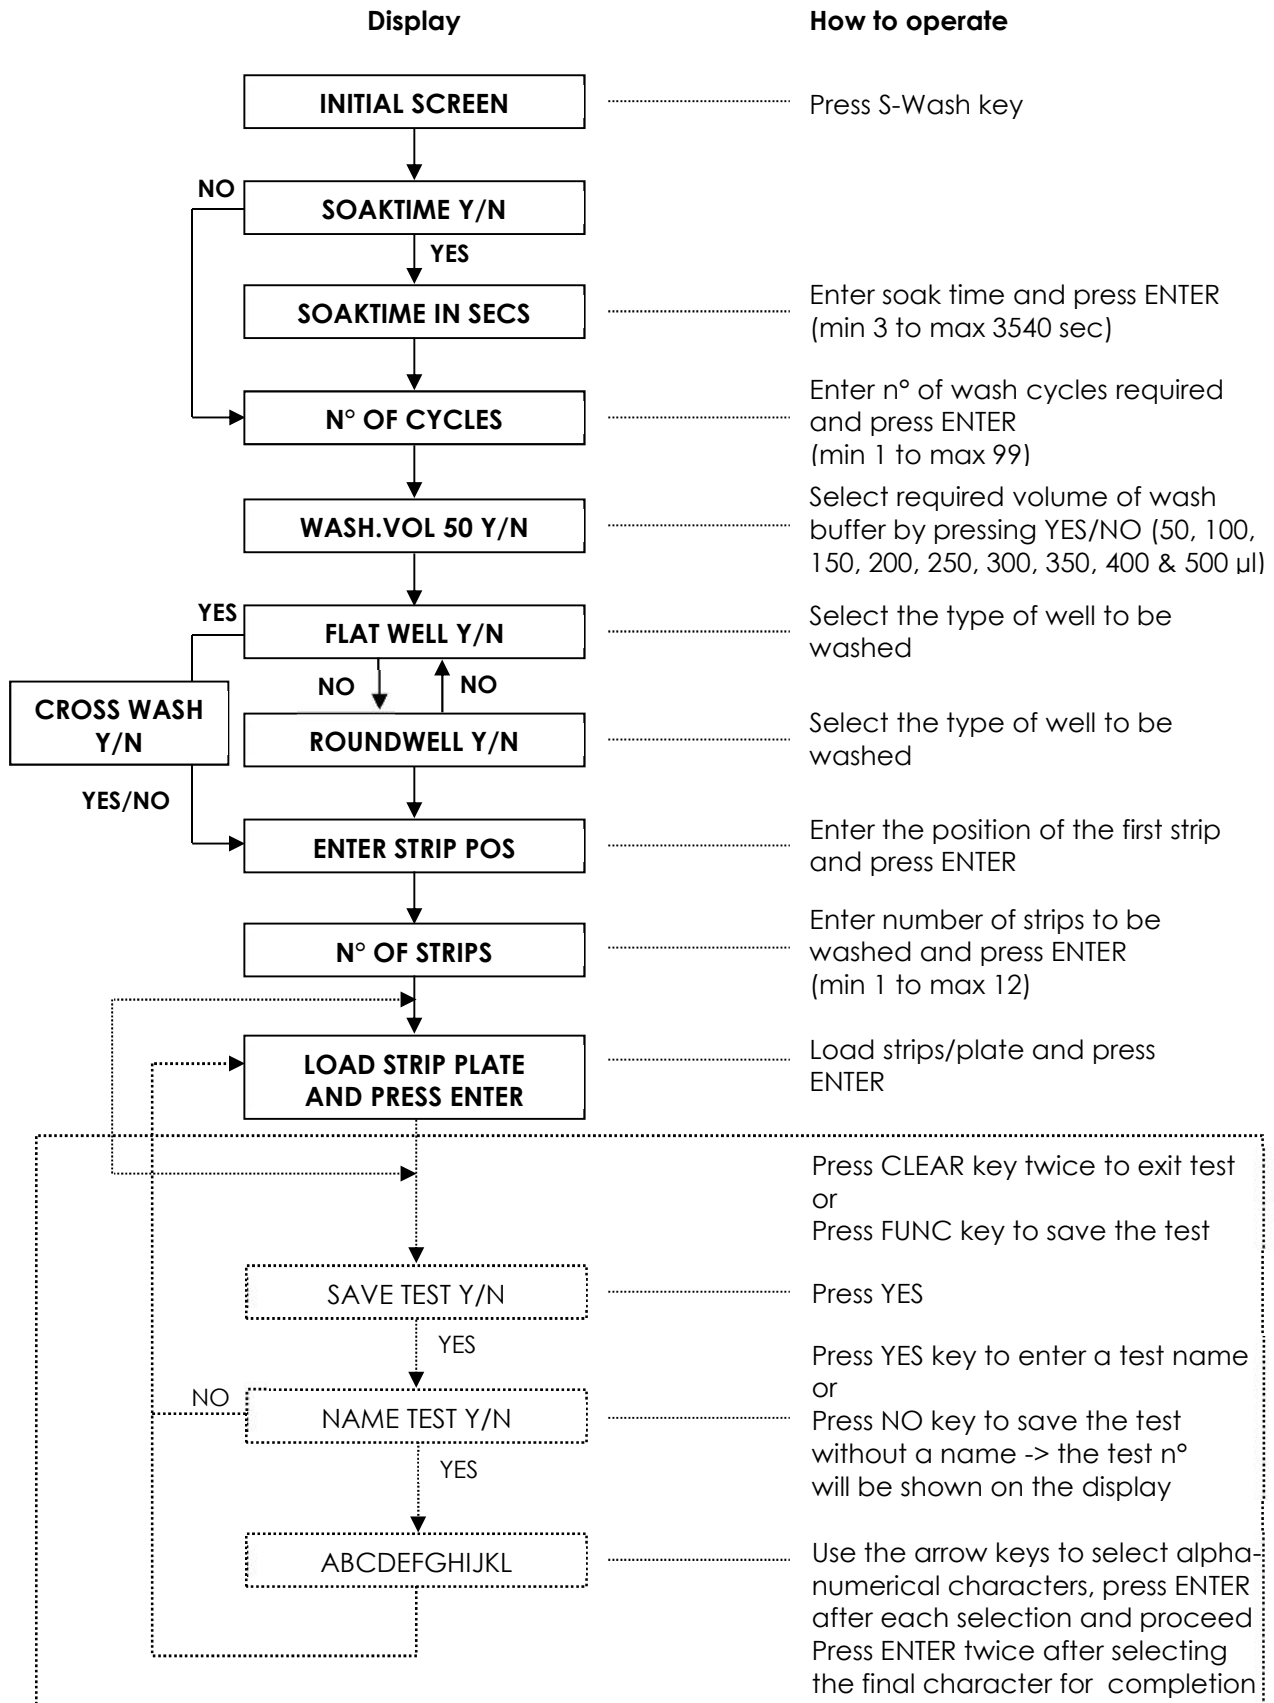 Display
How to operate
INITIAL SCREEN
Press S-Wash key
NO
SOAKTIME Y/N
YES
SOAKTIME IN SECS
Enter soak time and press ENTER
(min 3 to max 3540 sec)
N° OF CYCLES
Enter n° of wash cycles required
and press ENTER
(min 1 to max 99)
WASH.VOL 50 Y/N
Select required volume of wash
buffer by pressing YES/NO (50, 100,
150, 200, 250, 300, 350, 400 & 500 µl)
YES
FLAT WELL Y/N
Select the type of well to be
washed
NO
NO
CROSS WASH
Y/N
ROUNDWELL Y/N
Select the type of well to be
washed
YES/NO
ENTER STRIP POS
Enter the position of the first strip
and press ENTER
N° OF STRIPS
Enter number of strips to be
washed and press ENTER
(min 1 to max 12)
LOAD STRIP PLATE
AND PRESS ENTER
Load strips/plate and press
ENTER
Press CLEAR key twice to exit test
or
Press FUNC key to save the test
SAVE TEST Y/N
Press YES
YES
NO
NAME TEST Y/N
Press YES key to enter a test name
or
Press NO key to save the test
without a name -> the test n°
will be shown on the display
YES
ABCDEFGHIJKL
Use the arrow keys to select alpha-
numerical characters, press ENTER
after each selection and proceed
Press ENTER twice after selecting
the final character for completion